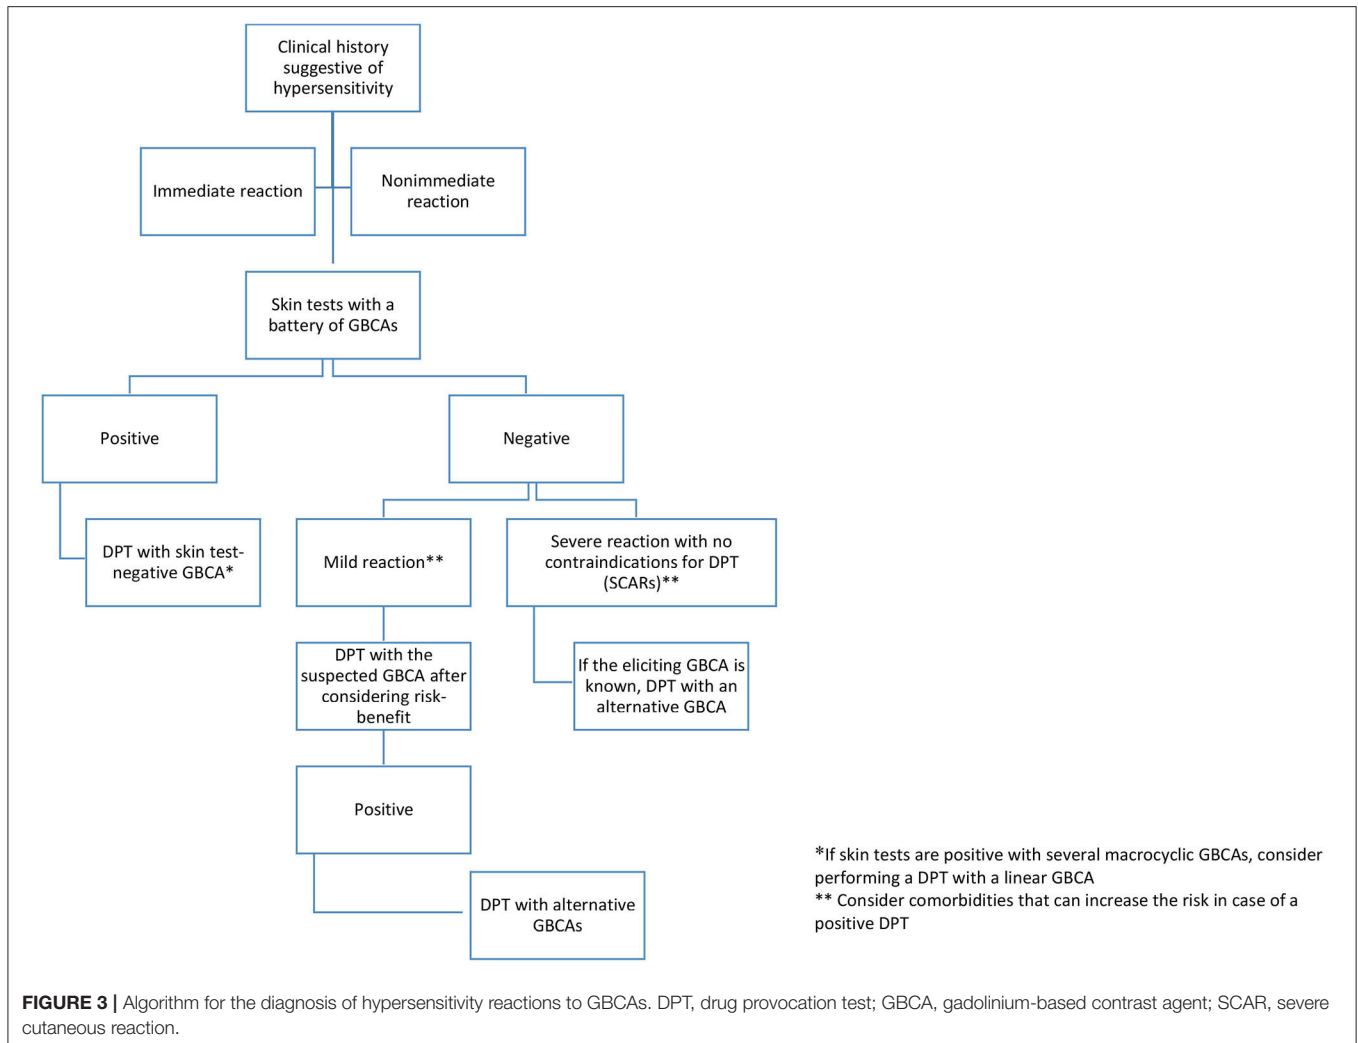 Clinical history
suggestive of
hypersensitivity
Immediate reaction
Nonimmediate
reaction
Skin tests with a
battery of GBCAs
Positive
Negative
DPT with skin test-
negative GBCA*
Mild reaction**
Severe reaction with no
contraindications for DPT
(SCARs)**
DPT with the
suspected GBCA after
considering risk-
benefit
If the eliciting GBCA is
known, DPT with an
alternative GBCA
Positive
DPT with alternative
GBCAs
*If skin tests are positive with several macrocyclic GBCAs, consider
performing a DPT with a linear GBCA
** Consider comorbidities that can increase the risk in case of a
positive DPT
FIGURE 3 | Algorithm for the diagnosis of hypersensitivity reactions to GBCAs. DPT, drug provocation test; GBCA, gadolinium-based contrast agent; SCAR, severe
cutaneous reaction.